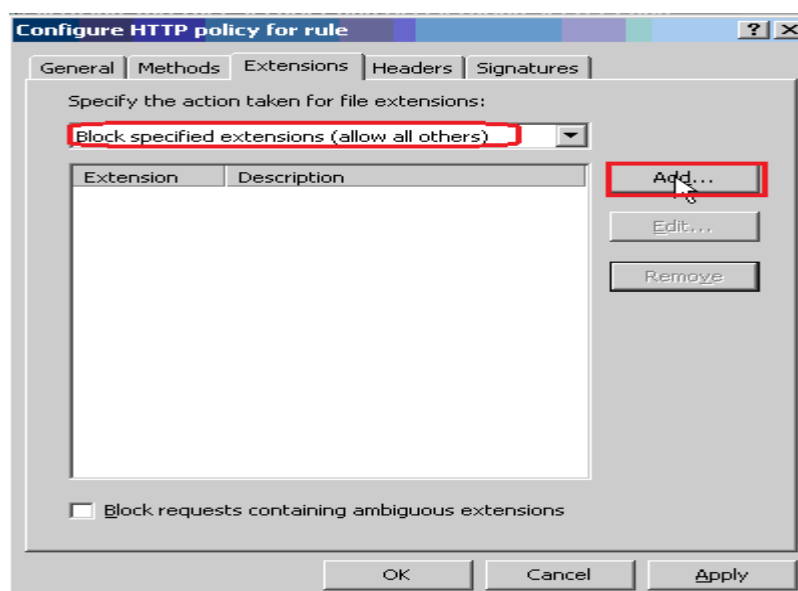 Configure HTTP policy for rule
General Methods Extensions Headers Signatures
Specify the action taken for file extensions:
Block specified extensions (allow all others)
Extension Description
Add...
Edit...
Remove
Block requests containing ambiguous extensions
OK Cancel Apply